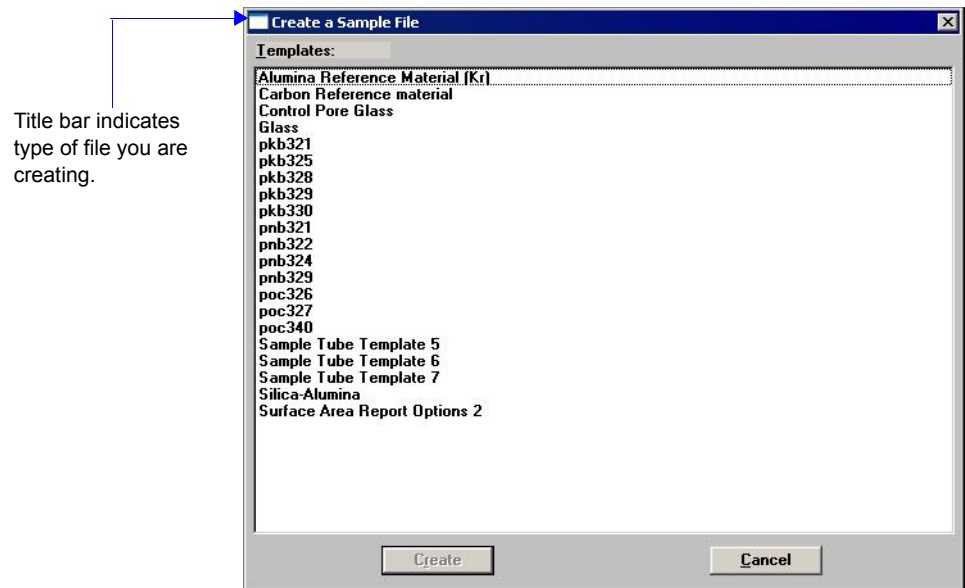 Create a Sample File
Templates:
Title bar indicates
type of file you are
creating.
Alumina Reference Material (Kr)
Carbon Reference material
Control Pore Glass
Glass
pkb321
pkb325
pkb328
pkb329
pkb330
pnb321
pnb322
pnb324
pnb329
poc326
poc327
poc340
Sample Tube Template 5
Sample Tube Template 6
Sample Tube Template 7
Silica-Alumina
Surface Area Report Options 2
Create
Cancel